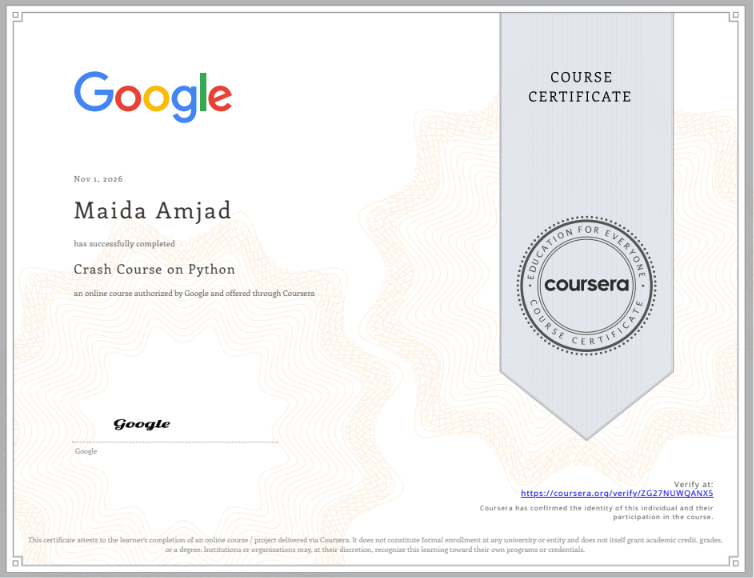 Google
COURSE
CERTIFICATE
Nov 1, 2026
Maida Amjad
has successfully completed
Crash Course on Python
an online course authorized by Google and offered through Coursera
EDUCATION FOR EVERYONE
coursera
COURSE CERTIFICATE
Google
Google
Verify at:
https://coursera.org/verify/ZG27NUWQANX5
Coursera has confirmed the identity of this individual and their
participation in the course.
This certificate attests to the learner's completion of an online course / project delivered via Coursera. It does not constitute formal enrollment at any university or entity and does not itself grant academic credit, grades,
or a degree. Institutions or organizations may, at their discretion, recognize this learning toward their own programs or credentials.